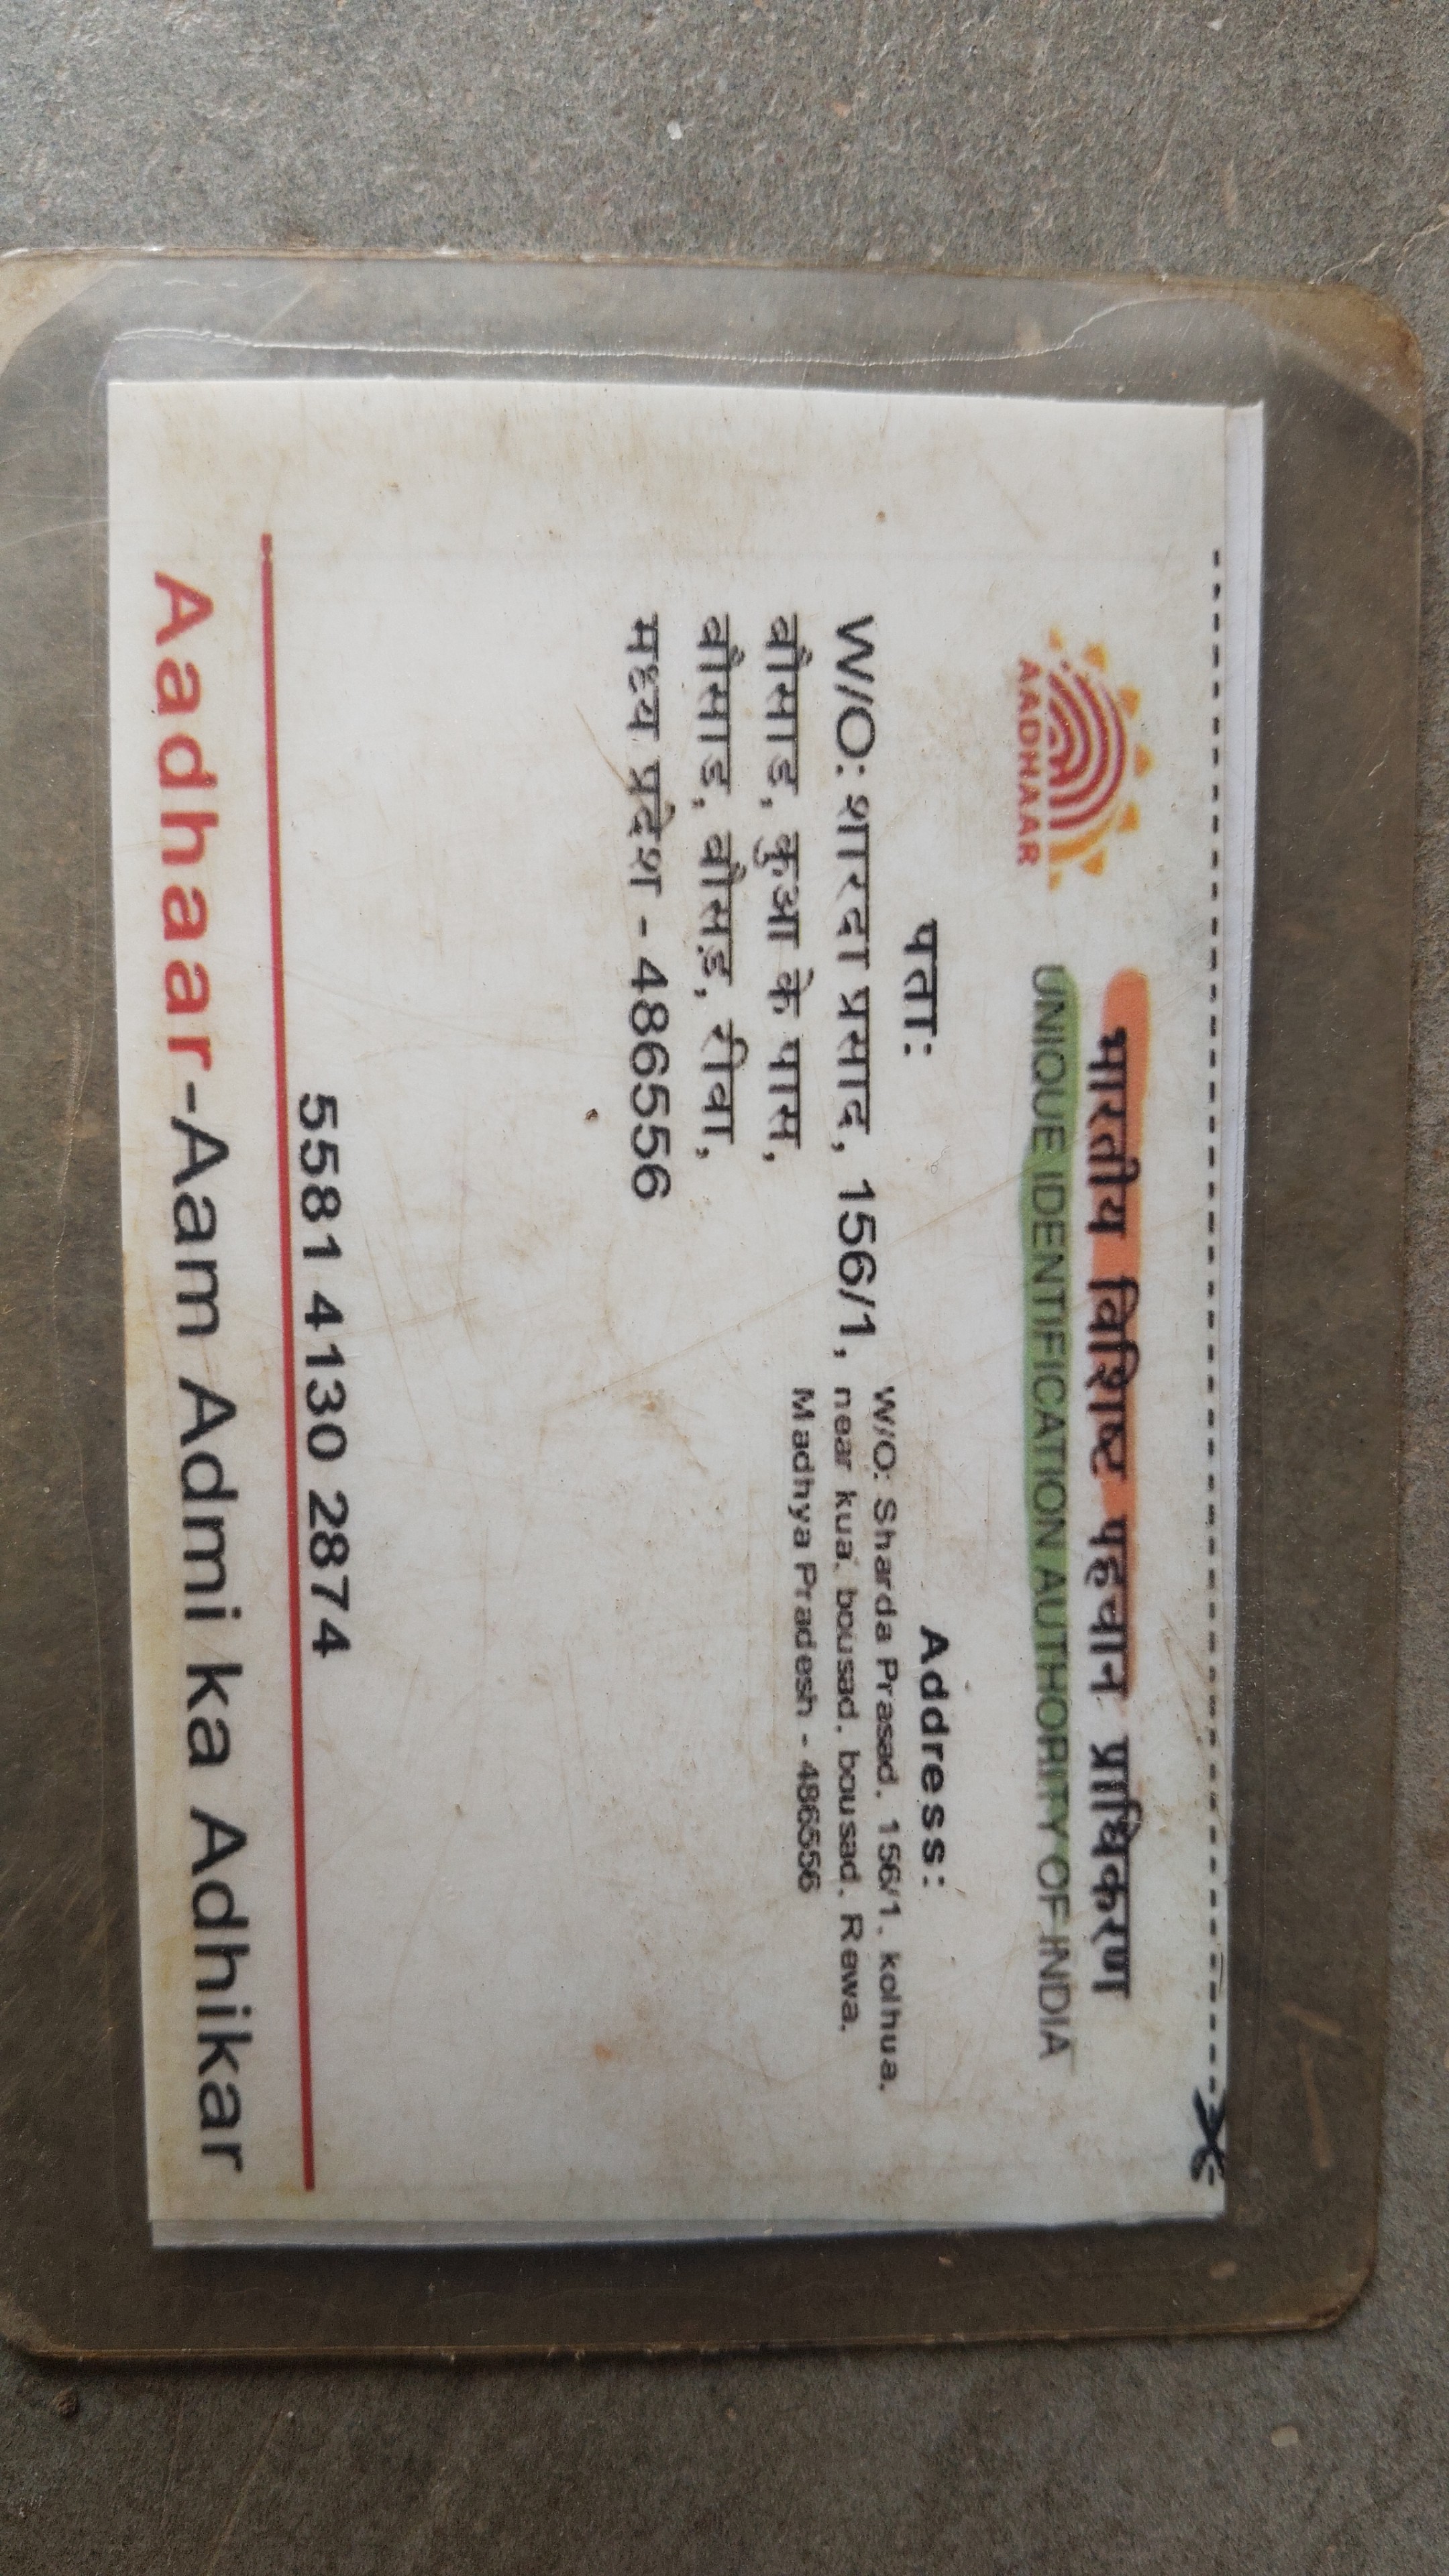 AADHAAR
भारतीय विशिष्ट पहचान प्राधिकरण
UNIQUE IDENTIFICATION AUTHORITY OF INDIA
पता:
W/O: शारदा प्रसाद, 156/1,
बौसाड, कुआ के पास,
बौसाड, बौसड़, रीवा,
मध्य प्रदेश - 486556
Address:
W/O: Sharda Prasad, 156/1, kolhua,
near kua, bousad, bousad, Rewa,
Madhya Pradesh - 486556
5581 4130 2874
Aadhaar-Aam Admi ka Adhikar